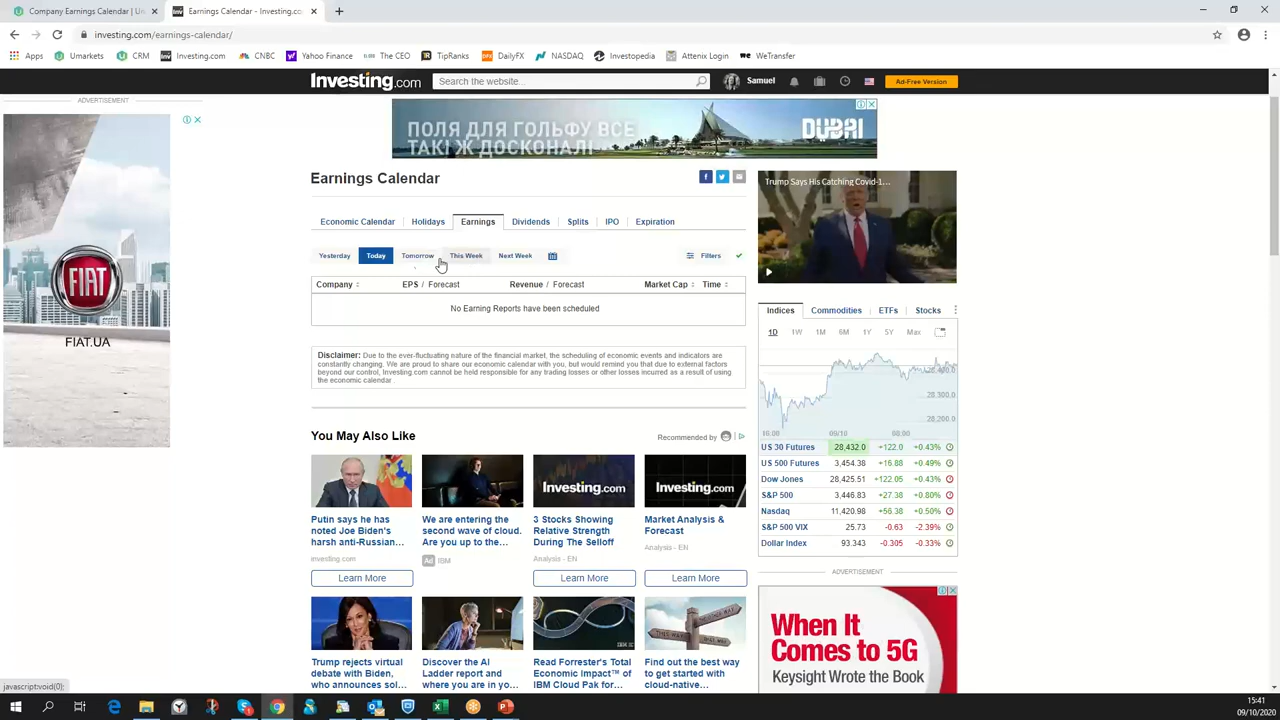 Company Earnings Calendar | U
Earnings Calendar - Investing.com
investing.com/earnings-calendar/
Apps
Umarkets
CRM
Investing.com
CNBC
Yahoo Finance
The CEO
TipRanks
DailyFX
NASDAQ
Investopedia
Attenix Login
WeTransfer
Investing.com
Search the website...
Samuel
Ad-Free Version
ADVERTISEMENT
ПОЛЯ ДЛЯ ГОЛЬФУ ВСЕ
ТАКІ Ж ДОСКОНАЛІ
DUBAI
FIAT
FIAT.UA
Earnings Calendar
Economic Calendar
Holidays
Earnings
Dividends
Splits
IPO
Expiration
Yesterday
Today
Tomorrow
This Week
Next Week
Filters
Company
EPS / Forecast
Revenue / Forecast
Market Cap
Time
No Earning Reports have been scheduled
Disclaimer: Due to the ever-fluctuating nature of the financial market, the scheduling of economic events and indicators are
constantly changing. We are proud to share our economic calendar with you, but would remind you that due to external factors
beyond our control, Investing.com cannot be held responsible for any trading losses or other losses incurred as a result of using
the economic calendar .
You May Also Like
Recommended by
Investing.com
Investing.com
Putin says he has
noted Joe Biden's
harsh anti-Russian...
investing.com
Learn More
We are entering the
second wave of cloud.
Are you up to the...
Ad IBM
3 Stocks Showing
Relative Strength
During The Selloff
Analysis - EN
Learn More
Market Analysis &
Forecast
Analysis - EN
Learn More
Trump rejects virtual
debate with Biden,
who announces sol...
Discover the AI
Ladder report and
where you are in yo...
Read Forrester's Total
Economic Impact™ of
IBM Cloud Pak for...
Find out the best way
to get started with
cloud-native...
Trump Says His Catching Covid-1...
Indices
Commodities
ETFs
Stocks
1D
1W
1M
6M
1Y
5Y
Max
28,400.0
28,300.0
28,200.0
16:00
09/10
08:00
US 30 Futures 28,432.0 +122.0 +0.43%
US 500 Futures 3,454.38 +16.88 +0.49%
Dow Jones 28,425.51 +122.05 +0.43%
S&P 500 3,446.83 +27.38 +0.80%
Nasdaq 11,420.98 +56.38 +0.50%
S&P 500 VIX 25.73 -0.63 -2.39%
Dollar Index 93.343 -0.305 -0.33%
ADVERTISEMENT
When It
Comes to 5G
Keysight Wrote the Book
javascript:void(0);
15:41
09/10/2020